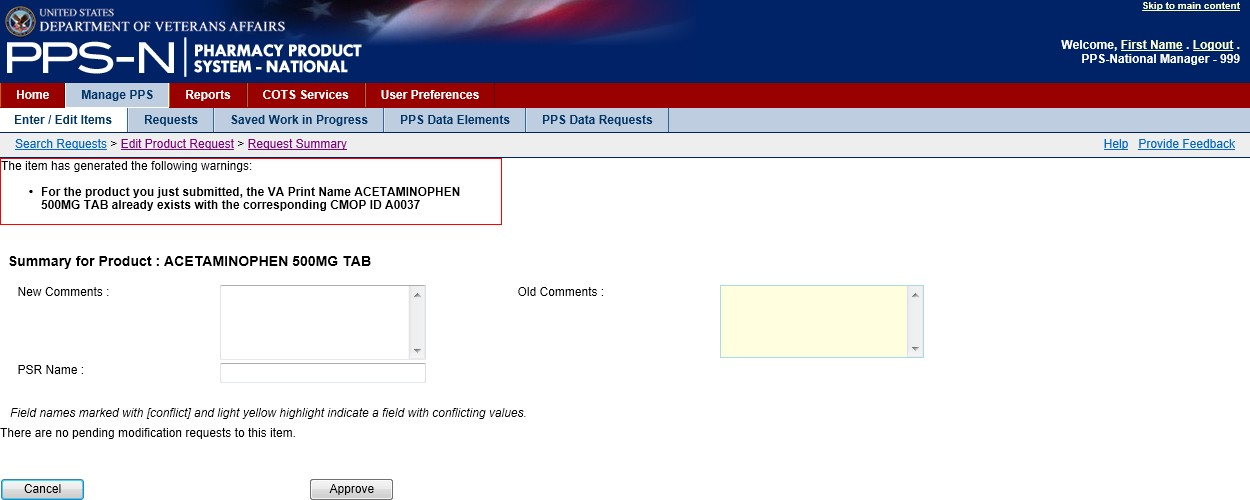 Skip to main content
UNITED STATES
DEPARTMENT OF VETERANS AFFAIRS
PPS-N PHARMACY PRODUCT
SYSTEM - NATIONAL
Welcome, First Name . Logout .
PPS-National Manager - 999
Home Manage PPS Reports COTS Services User Preferences
Enter / Edit Items Requests Saved Work in Progress PPS Data Elements PPS Data Requests
Search Requests > Edit Product Request > Request Summary Help Provide Feedback
The item has generated the following warnings:
• For the product you just submitted, the VA Print Name ACETAMINOPHEN
500MG TAB already exists with the corresponding CMOP ID A0037
Summary for Product : ACETAMINOPHEN 500MG TAB
New Comments : Old Comments :
PSR Name :
Field names marked with [conflict] and light yellow highlight indicate a field with conflicting values.
There are no pending modification requests to this item.
Cancel Approve